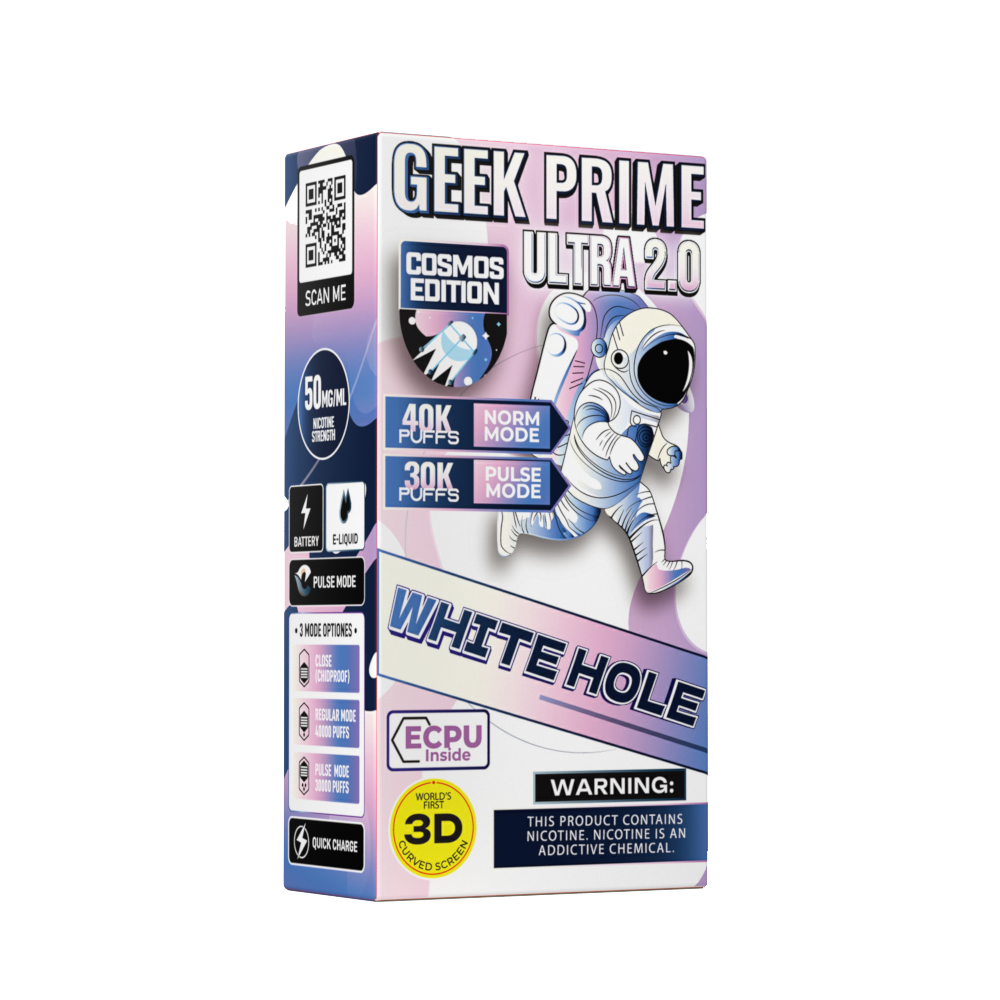 GEEK PRIME
ULTRA 2.0
COSMOS
EDITION
40K
PUFFS
NORM
MODE
30K
PUFFS
PULSE
MODE
WHITE HOLE
ECPU
Inside
WORLD'S
FIRST
3D
CURVED SCREEN
WARNING:
THIS PRODUCT CONTAINS
NICOTINE. NICOTINE IS AN
ADDICTIVE CHEMICAL.
SCAN ME
50MG/ML
NICOTINE
STRENGTH
BATTERY
E-LIQUID
PULSE MODE
• 3 MODE OPTIONES •
CLOSE
(CHIDPROOF)
REGULAR MODE
40000 PUFFS
PULSE MODE
30000 PUFFS
QUICK CHARGE